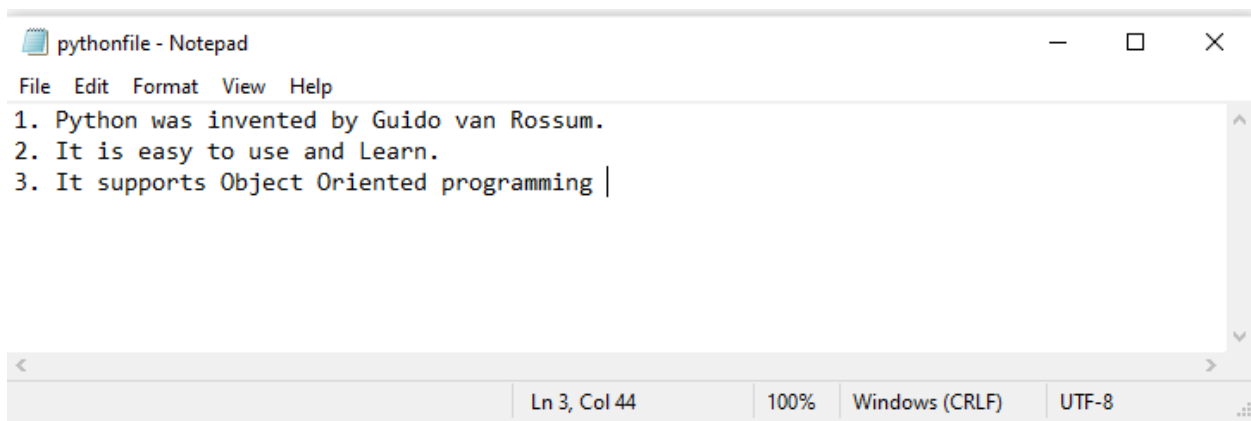 pythonfile - Notepad
File Edit Format View Help
1. Python was invented by Guido van Rossum.
2. It is easy to use and Learn.
3. It supports Object Oriented programming
Ln 3, Col 44 100% Windows (CRLF) UTF-8